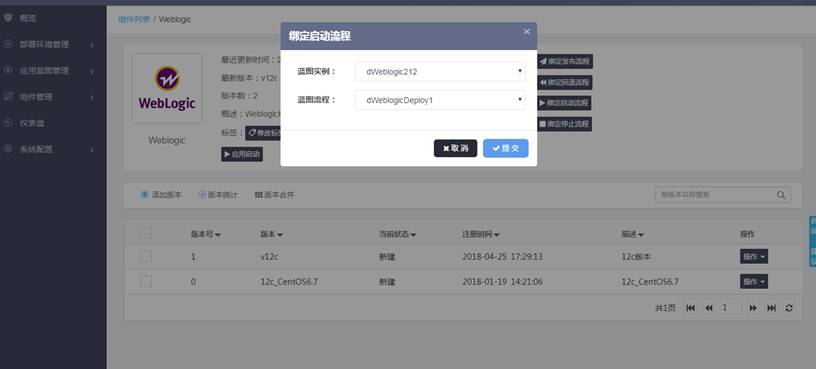 概览
部署环境管理
应用蓝图管理
组件管理
仪表盘
系统配置
组件列表 / Weblogic
WebLogic
Weblogic
最近更新时间：2
最新版本：v12c
版本数：2
概述：Weblogic
标签：修改标
应用启动
绑定启动流程
×
蓝图实例：
dWeblogic212
蓝图流程：
dWeblogicDeploy1
取消
提交
绑定发布流程
绑定回退流程
绑定启动流程
绑定停止流程
添加版本 版本统计 版本合并
按版本名称搜索
版本号 版本 当前状态 注册时间 描述 操作
1 v12c 新建 2018-04-25 17:29:13 12c版本 操作
0 12c_CentOS6.7 新建 2018-01-19 14:21:06 12c_CentOS6.7 操作
共1页 1